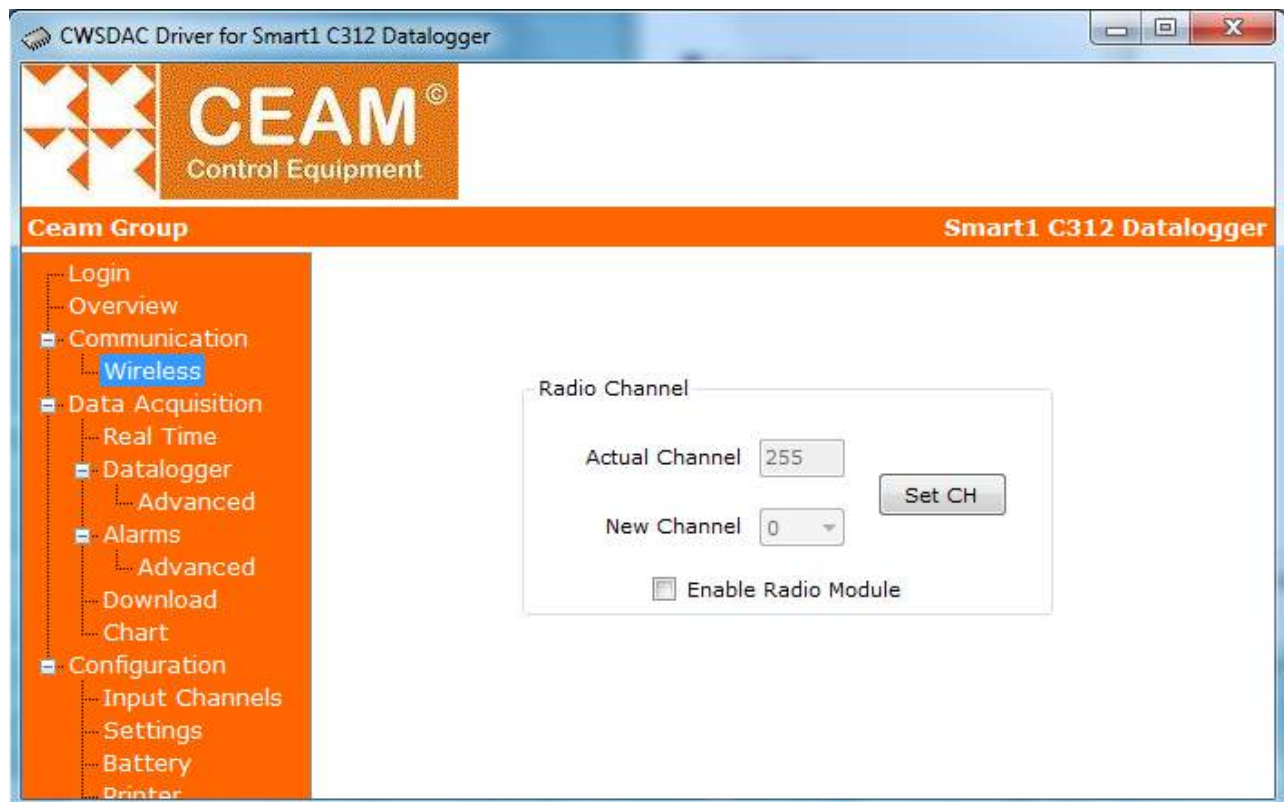 CWSDAC Driver for Smart1 C312 Datalogger
CEAM©
Control Equipment
Ceam Group
Smart1 C312 Datalogger
Login
Overview
Communication
Wireless
Data Acquisition
Real Time
Datalogger
Advanced
Alarms
Advanced
Download
Chart
Configuration
Input Channels
Settings
Battery
Printer
Radio Channel
Actual Channel 255
Set CH
New Channel 0
Enable Radio Module